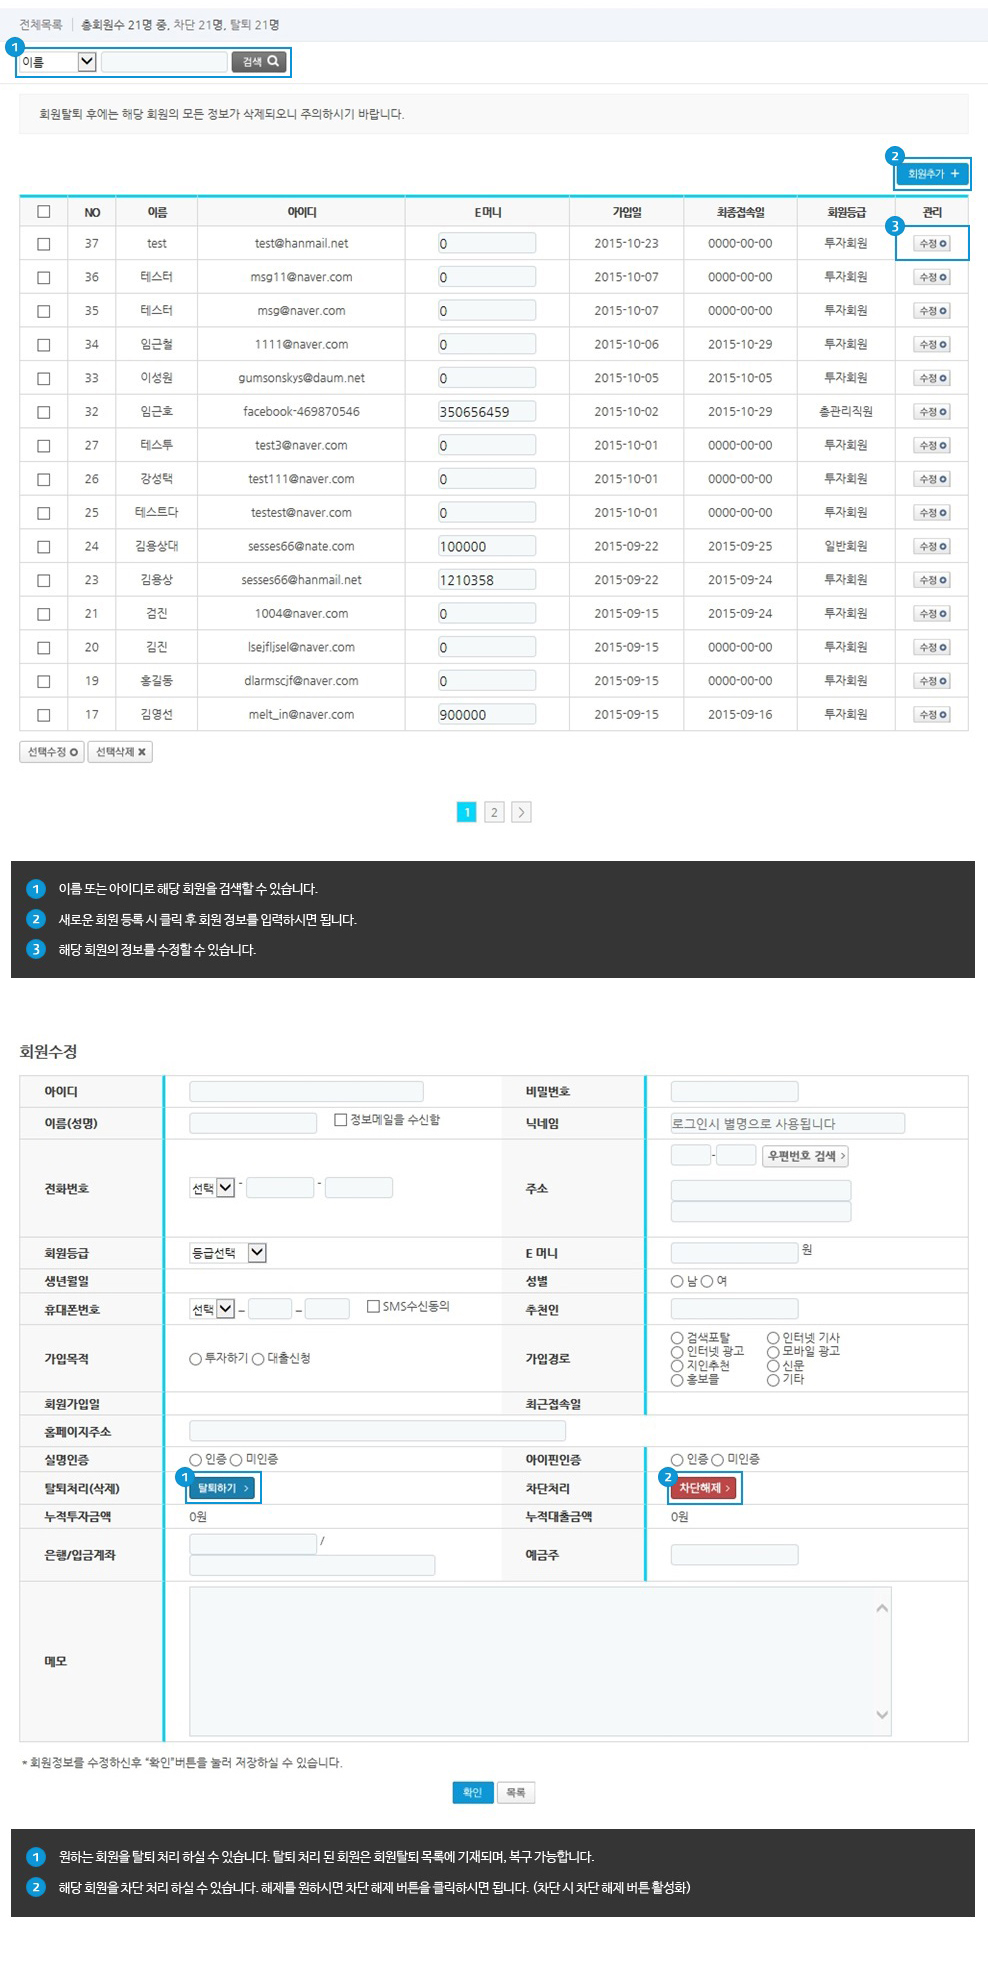 전체목록 총회원수 21명 중, 차단 21명, 탈퇴 21명
1
이름 검색
회원탈퇴 후에는 해당 회원의 모든 정보가 삭제되오니 주의하시기 바랍니다.
2
회원추가 +
NO 이름 아이디 E머니 가입일 최종접속일 회원등급 관리
3
37 test test@hanmail.net 0 2015-10-23 0000-00-00 투자회원 수정
36 테스터 msg11@naver.com 0 2015-10-07 0000-00-00 투자회원 수정
35 테스터 msg@naver.com 0 2015-10-07 0000-00-00 투자회원 수정
34 임근철 1111@naver.com 0 2015-10-06 2015-10-29 투자회원 수정
33 이성원 gumsonskys@daum.net 0 2015-10-05 2015-10-05 투자회원 수정
32 임근호 facebook-469870546 350656459 2015-10-02 2015-10-29 총관리직원 수정
27 테스투 test3@naver.com 0 2015-10-01 0000-00-00 투자회원 수정
26 강성택 test111@naver.com 0 2015-10-01 0000-00-00 투자회원 수정
25 테스트다 testest@naver.com 0 2015-10-01 0000-00-00 투자회원 수정
24 김용상대 sesses66@nate.com 100000 2015-09-22 2015-09-25 일반회원 수정
23 김용상 sesses66@hanmail.net 1210358 2015-09-22 2015-09-24 투자회원 수정
21 검진 1004@naver.com 0 2015-09-15 2015-09-24 투자회원 수정
20 김진 lsejfljsel@naver.com 0 2015-09-15 0000-00-00 투자회원 수정
19 홍길동 dlarmscjf@naver.com 0 2015-09-15 0000-00-00 투자회원 수정
17 김영선 melt_in@naver.com 900000 2015-09-15 2015-09-16 투자회원 수정
선택수정 선택삭제
1 2 >
1 이름 또는 아이디로 해당 회원을 검색할 수 있습니다.
2 새로운 회원 등록 시 클릭 후 회원 정보를 입력하시면 됩니다.
3 해당 회원의 정보를 수정할 수 있습니다.
회원수정
아이디 비밀번호
이름(성명) 정보메일을 수신함 닉네임 로그인시 별명으로 사용됩니다
- 우편번호 검색 >
전화번호 선택 - - 주소
회원등급 등급선택 E 머니 원
생년월일 성별 남 여
휴대폰번호 선택 – – SMS수신동의 추천인
검색포탈 인터넷 기사
인터넷 광고 모바일 광고
가입목적 투자하기 대출신청 가입경로
지인추천 신문
홍보물 기타
회원가입일 최근접속일
홈페이지주소
실명인증 인증 미인증 아이핀인증 인증 미인증
1 2
탈퇴처리(삭제) 탈퇴하기 > 차단처리 차단해제 >
누적투자금액 0원 누적대출금액 0원
은행/입금계좌 / 예금주
메모
* 회원정보를 수정하신후 “확인”버튼을 눌러 저장하실 수 있습니다.
확인 목록
1 원하는 회원을 탈퇴 처리 하실 수 있습니다. 탈퇴 처리 된 회원은 회원탈퇴 목록에 기재되며, 복구 가능합니다.
2 해당 회원을 차단 처리 하실 수 있습니다. 해제를 원하시면 차단 해제 버튼을 클릭하시면 됩니다. (차단 시 차단 해제 버튼 활성화)